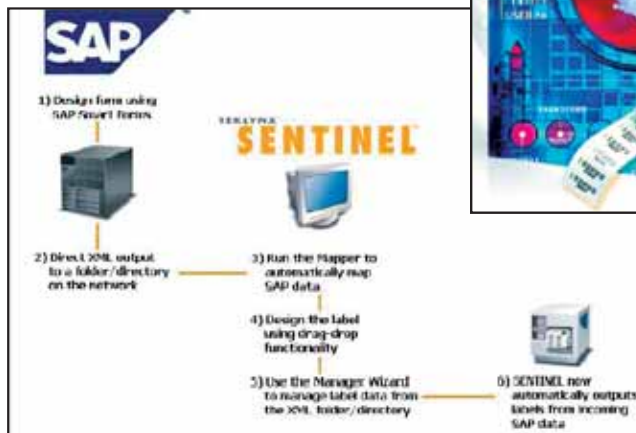 SAP
1) Design form using
SAP Smart Forms
TEKLYNX
SENTINEL
2) Direct XML output
to a folder/directory
on the network
3) Run the Mapper to
automatically map
SAP data
4) Design the label
using drag-drop
functionality
5) Use the Manager Wizard
to manage label data from
the XML folder/directory
6) SENTINEL now
automatically outputs
labels from incoming
SAP data